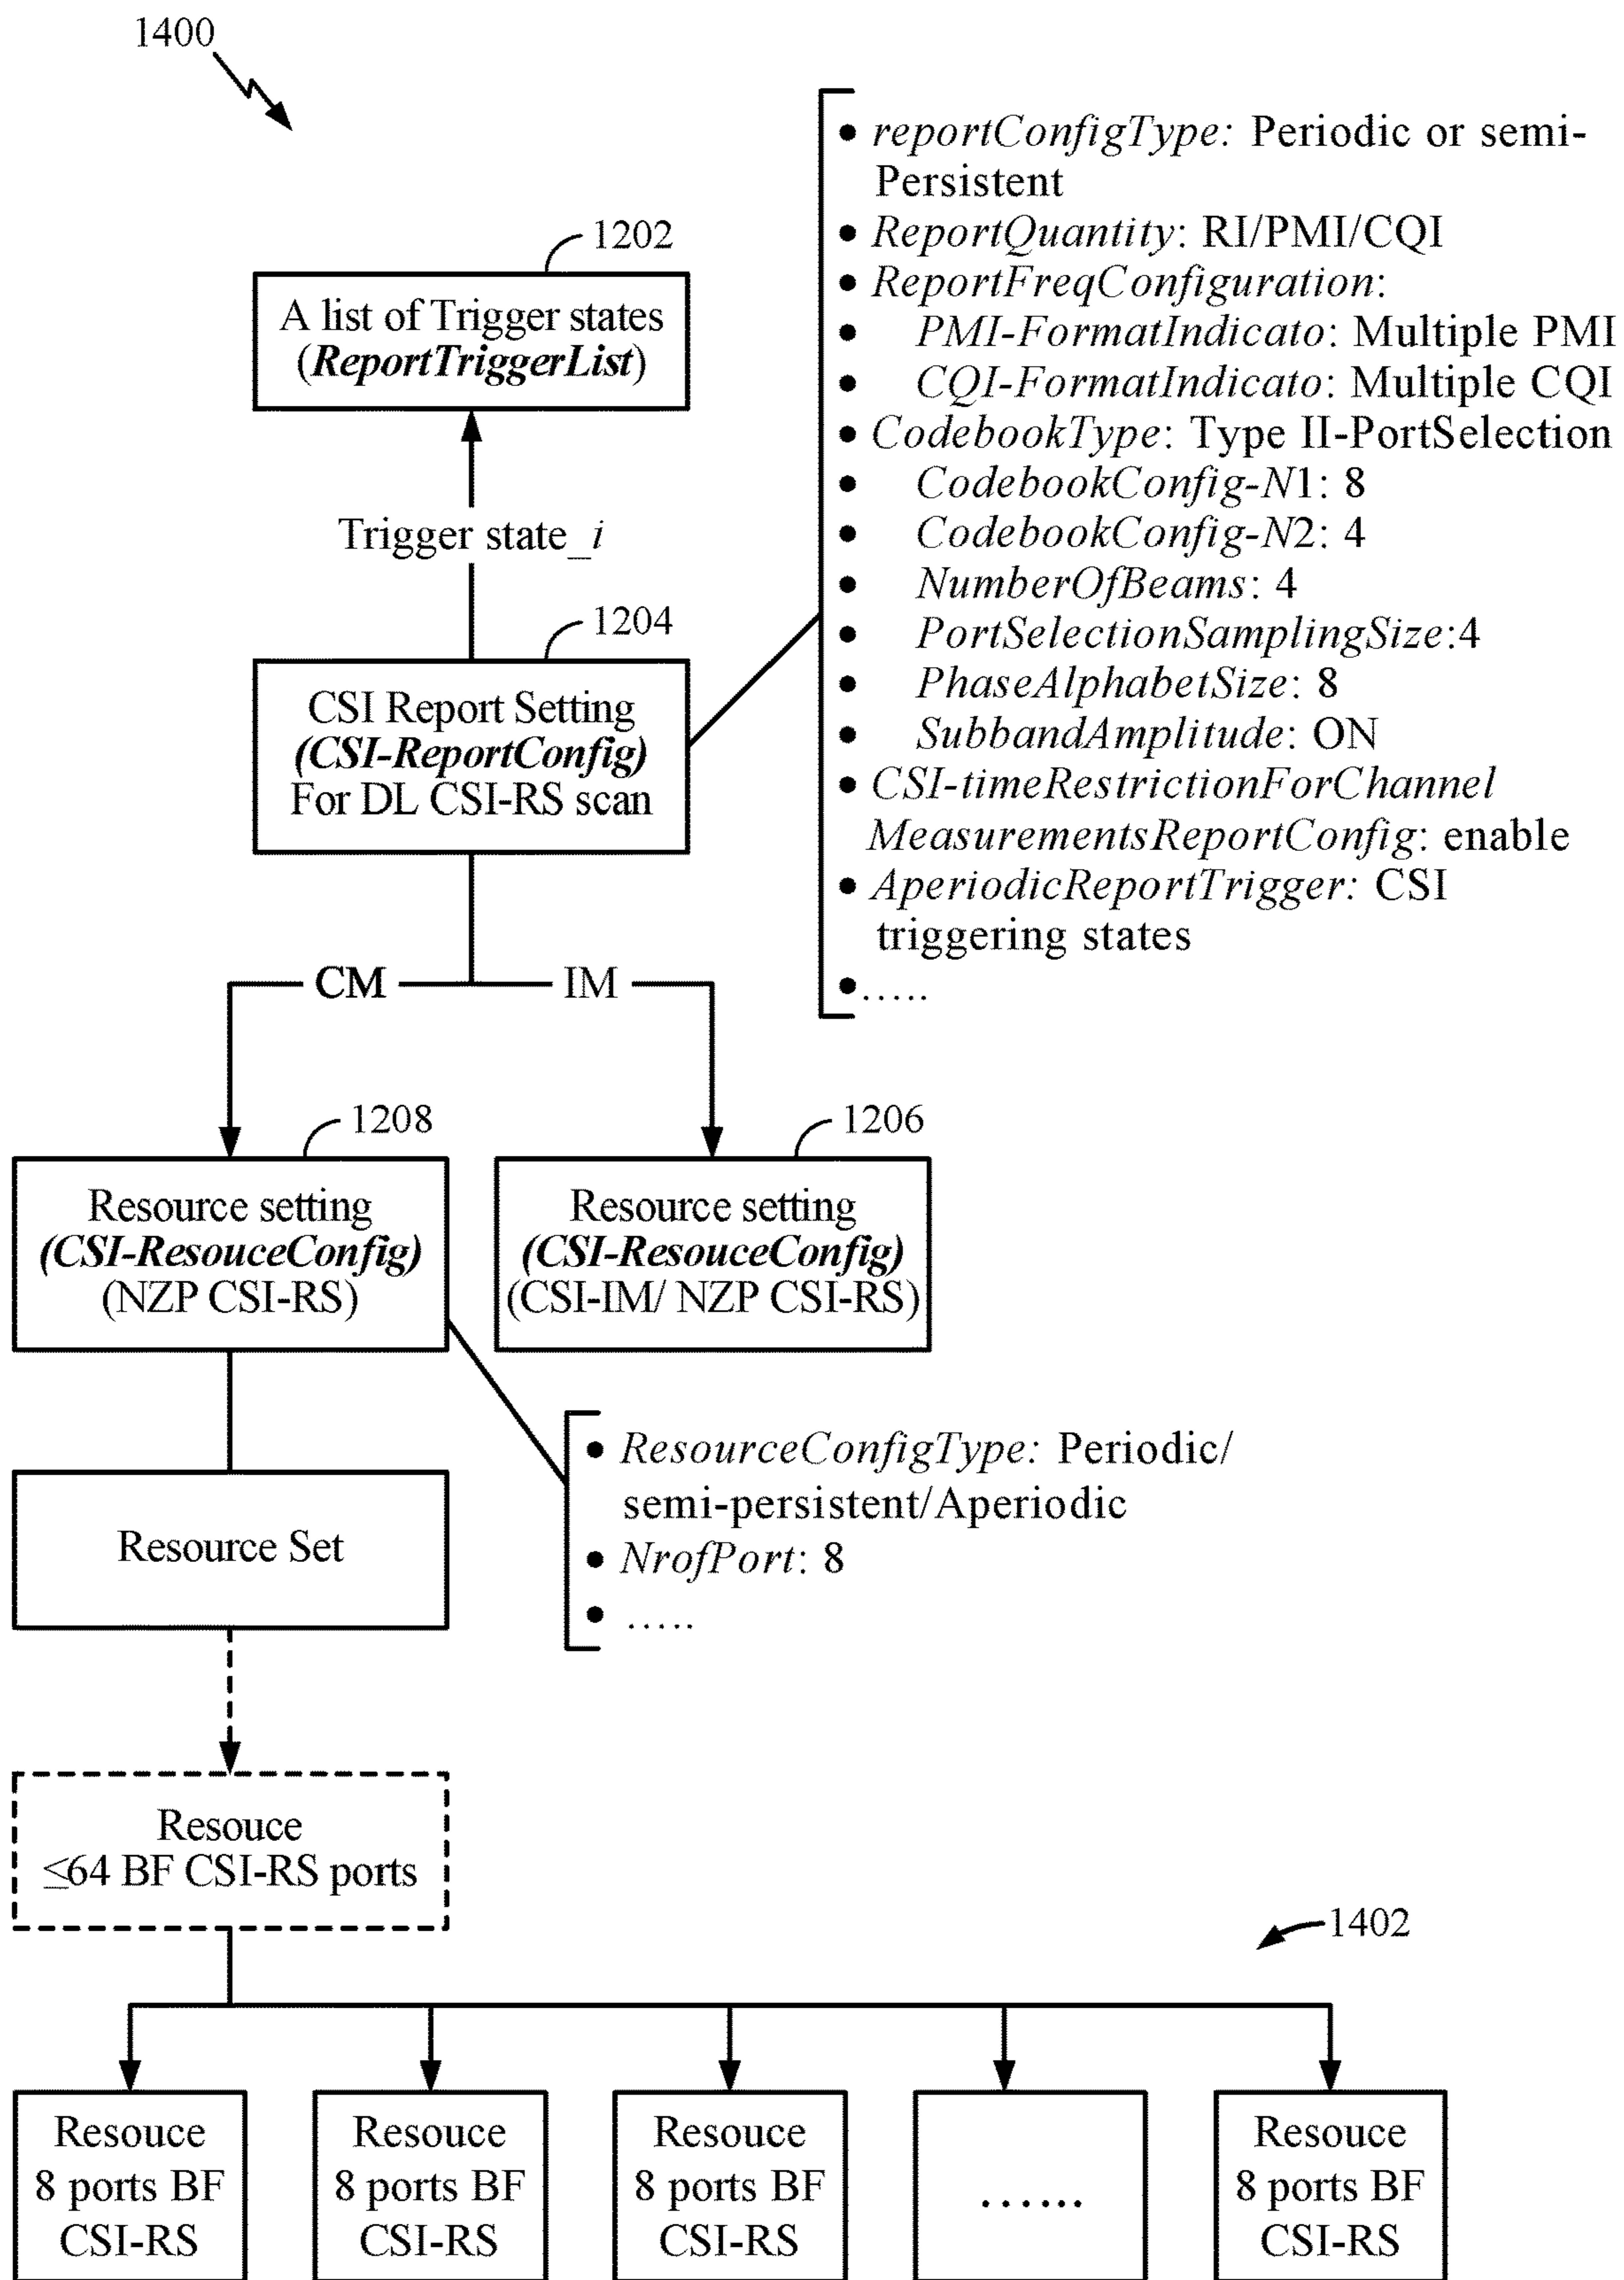 1400
1202
A list of Trigger states
(ReportTriggerList)
Trigger state_i
1204
CSI Report Setting
(CSI-ReportConfig)
For DL CSI-RS scan
• reportConfigType: Periodic or semi-
Persistent
• ReportQuantity: RI/PMI/CQI
• ReportFreqConfiguration:
• PMI-FormatIndicato: Multiple PMI
• CQI-FormatIndicato: Multiple CQI
• CodebookType: Type II-PortSelection
• CodebookConfig-N1: 8
• CodebookConfig-N2: 4
• NumberOfBeams: 4
• PortSelectionSamplingSize:4
• PhaseAlphabetSize: 8
• SubbandAmplitude: ON
• CSI-timeRestrictionForChannel
MeasurementsReportConfig: enable
• AperiodicReportTrigger: CSI
triggering states
• .....
CM
IM
1208
Resource setting
(CSI-ResouceConfig)
(NZP CSI-RS)
1206
Resource setting
(CSI-ResouceConfig)
(CSI-IM/ NZP CSI-RS)
• ResourceConfigType: Periodic/
semi-persistent/Aperiodic
• NrofPort: 8
• .....
Resource Set
Resouce
≤64 BF CSI-RS ports
1402
Resouce
8 ports BF
CSI-RS
Resouce
8 ports BF
CSI-RS
Resouce
8 ports BF
CSI-RS
......
Resouce
8 ports BF
CSI-RS